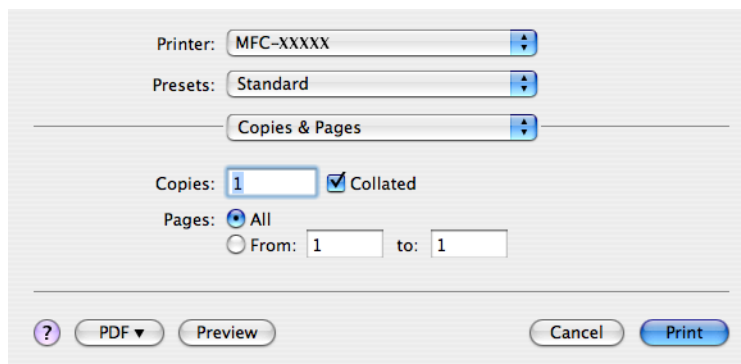 Printer: MFC-XXXXX
Presets: Standard
Copies & Pages
Copies: 1 Collated
Pages: All
From: 1 to: 1
? PDF ▼ Preview Cancel Print